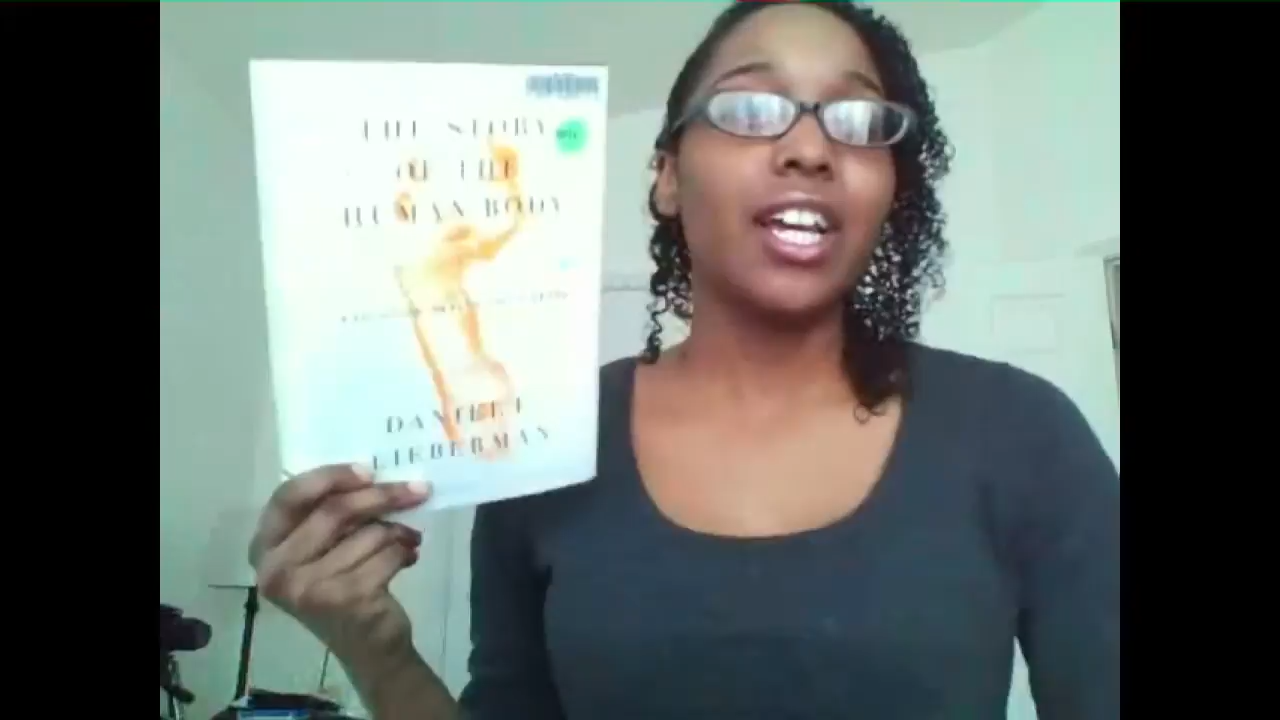 THE STORY
OF THE
HUMAN BODY
DANIEL E
LIEBERMAN